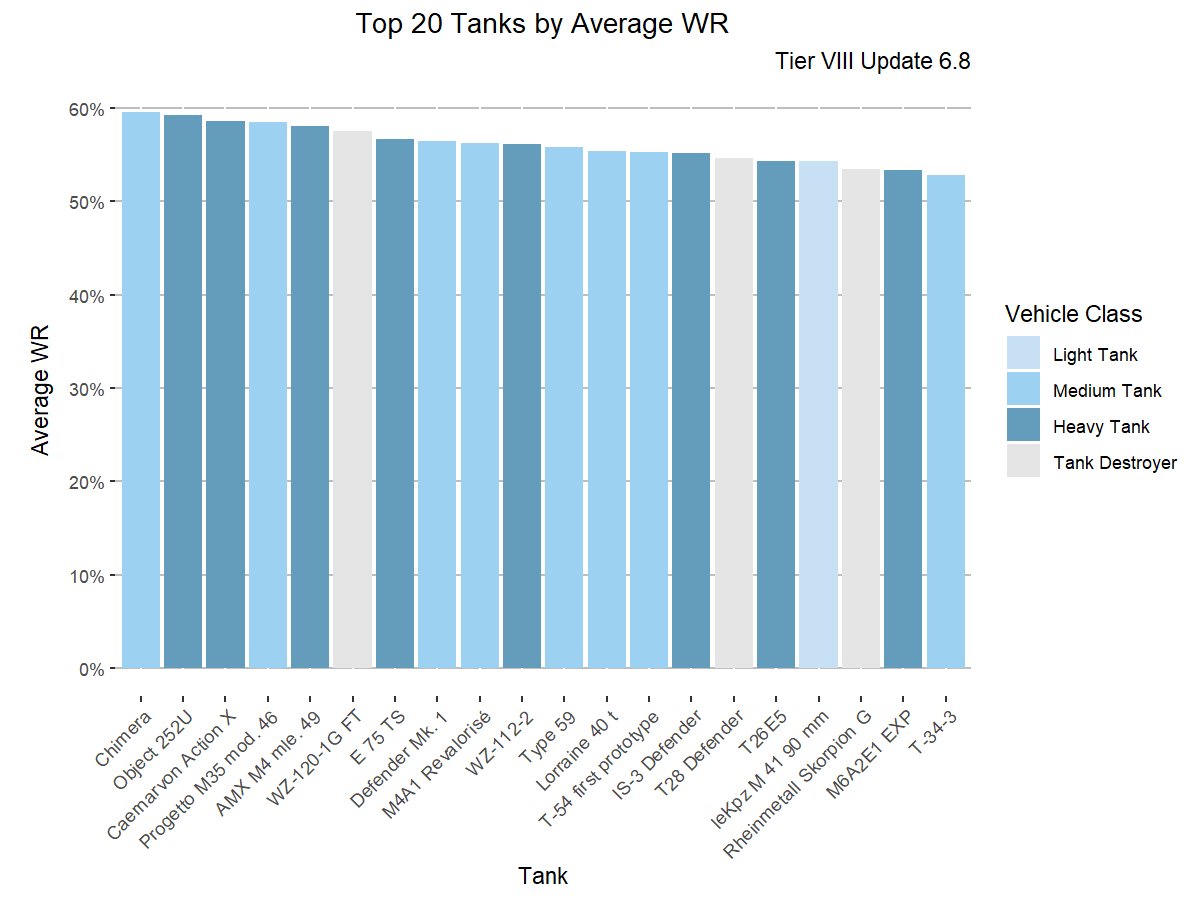 Top 20 Tanks by Average WR
Tier VIII Update 6.8
60%
50%
40%
30%
20%
10%
0%
Average WR
Chimera
Object 252U
Caernarvon Action X
Progetto M35 mod. 46
AMX M4 mle. 49
WZ-120-1G FT
E 75 TS
Defender Mk. 1
M4A1 Revalorisé
WZ-112-2
Type 59
Lorraine 40 t
T-54 first prototype
IS-3 Defender
T28 Defender
T26E5
leKpz M 41 90 mm
Rheinmetall Skorpion G
M6A2E1 EXP
T-34-3
Tank
Vehicle Class
Light Tank
Medium Tank
Heavy Tank
Tank Destroyer